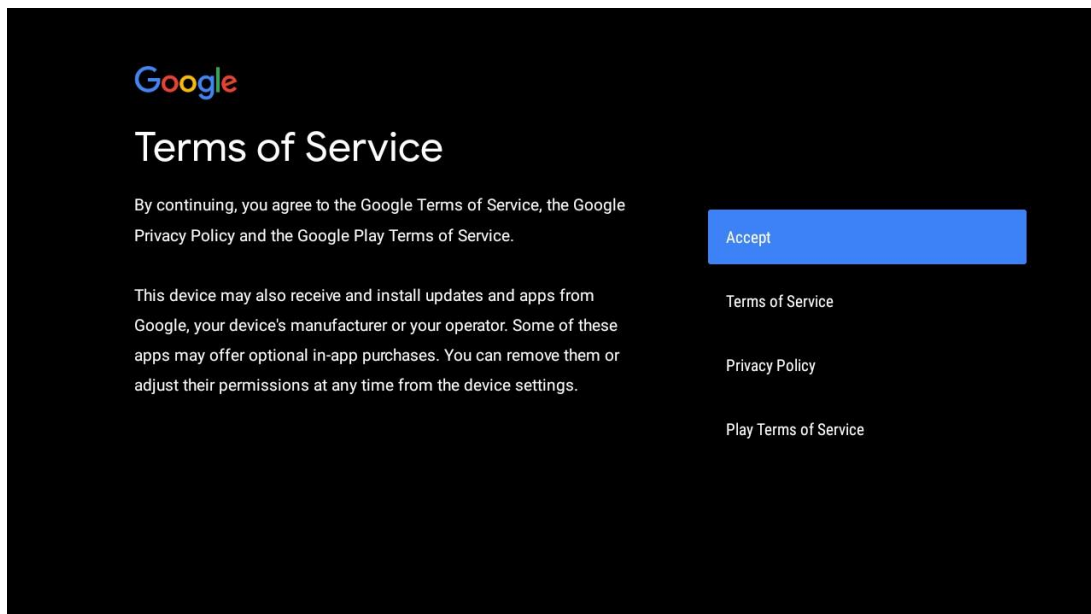 Google
Terms of Service
By continuing, you agree to the Google Terms of Service, the Google
Privacy Policy and the Google Play Terms of Service.
This device may also receive and install updates and apps from
Google, your device's manufacturer or your operator. Some of these
apps may offer optional in-app purchases. You can remove them or
adjust their permissions at any time from the device settings.
Accept
Terms of Service
Privacy Policy
Play Terms of Service